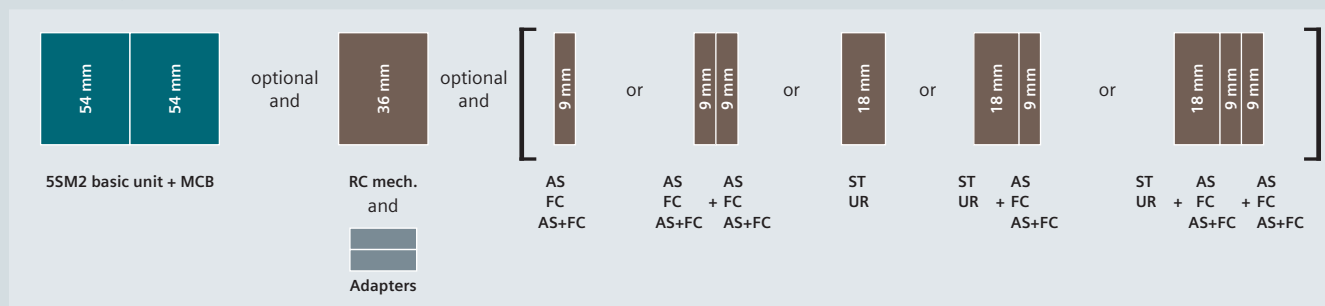 54 mm
54 mm
optional
and
36 mm
optional
and
9 mm
or
9 mm
9 mm
or
18 mm
or
18 mm
9 mm
or
18 mm
9 mm
9 mm
5SM2 basic unit + MCB
RC mech.
and
Adapters
AS
FC
AS+FC
AS AS
FC + FC
AS+FC AS+FC
ST
UR
ST AS
UR + FC
AS+FC
ST AS AS
UR + FC + FC
AS+FC AS+FC